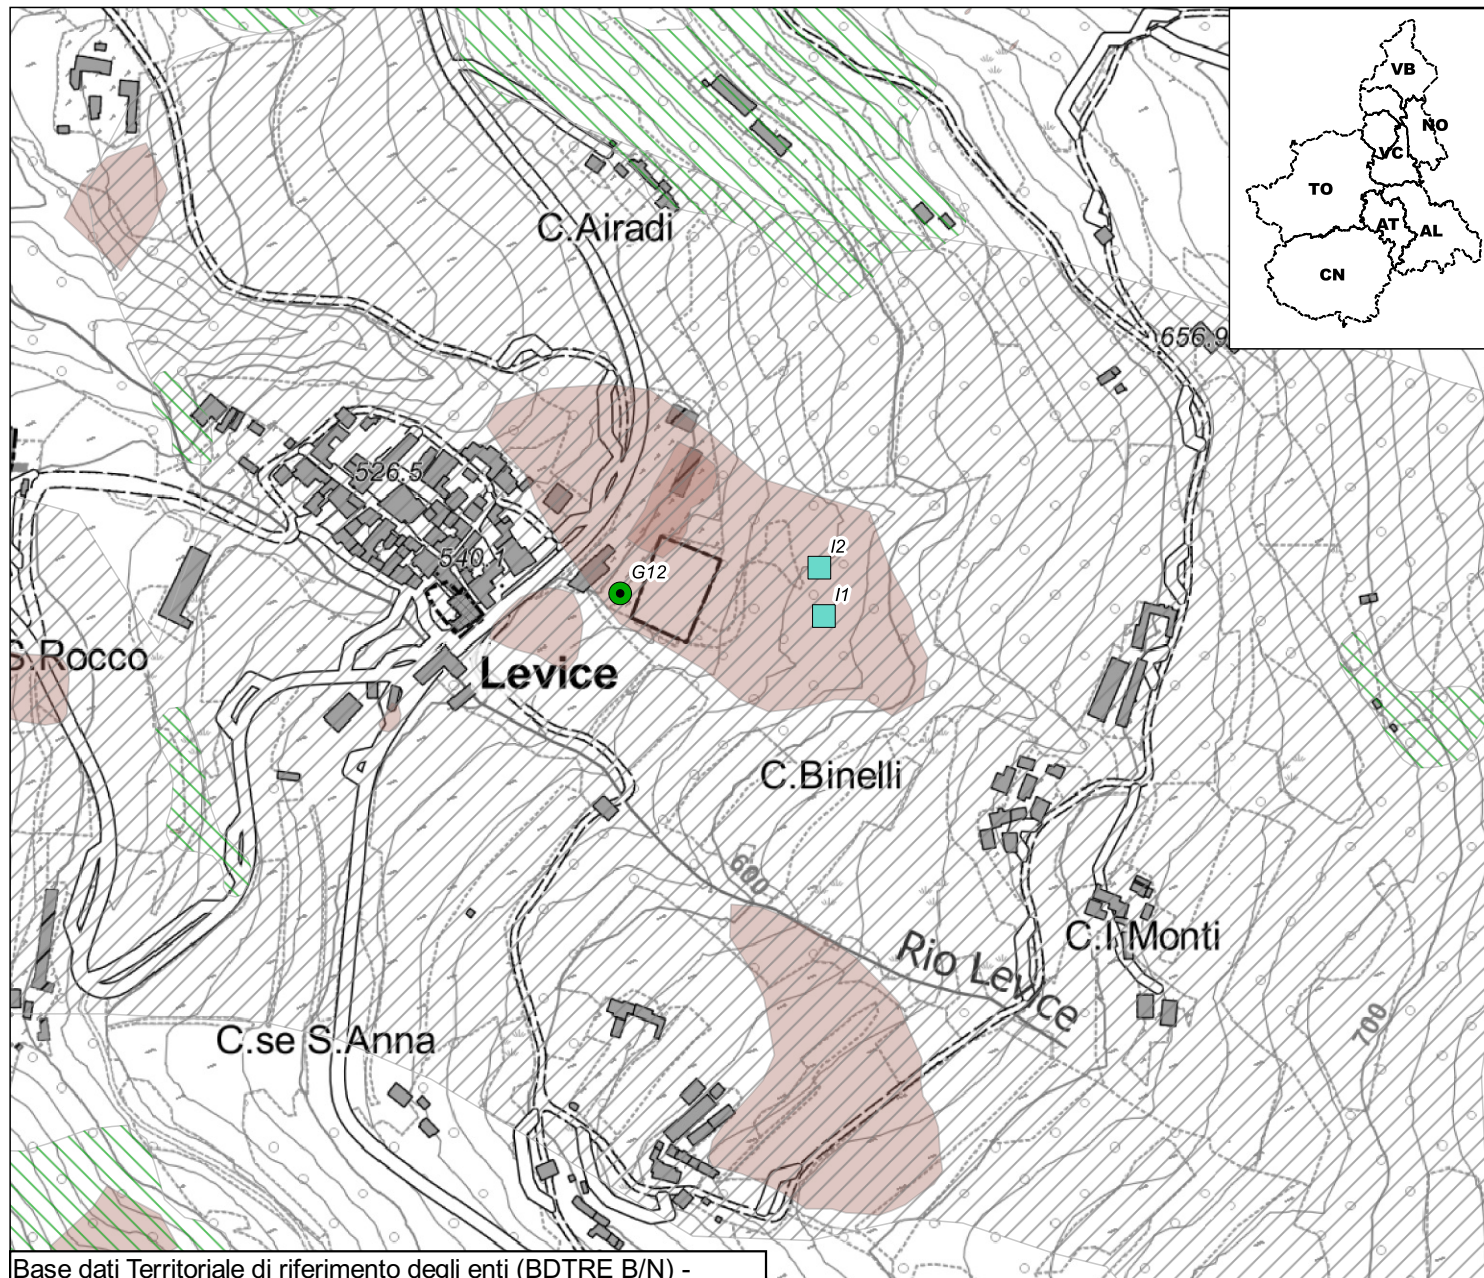 VB
NO
VC
TO
AT
AL
CN
C.Airadi
656.9
526.5
540
I2
G12
I1
S.Rocco
Levice
C.Binelli
600
C.I Monti
Rio Levice
700
C.se S.Anna
Base dati Territoriale di riferimento degli enti (BDTRE B/N) -